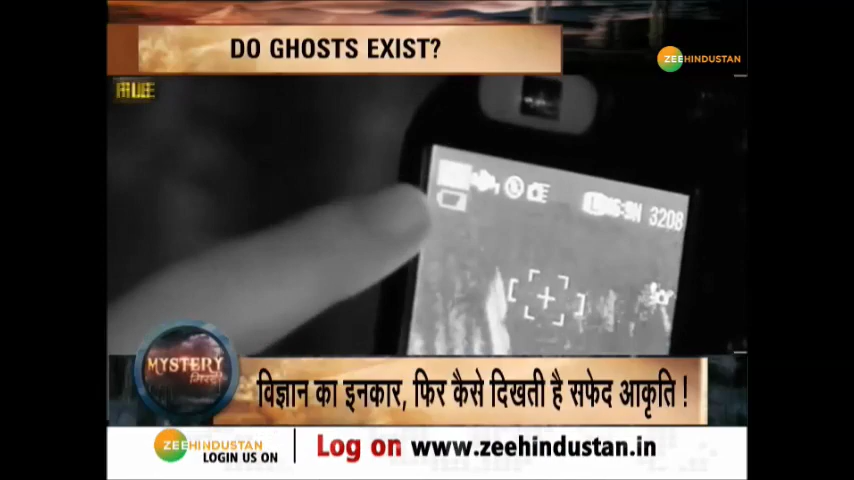 DO GHOSTS EXIST?
ZEEHINDUSTAN
3208
MYSTERY
विज्ञान का इनकार, फिर कैसे दिखती है सफेद आकृति !
ZEEHINDUSTAN
LOGIN US ON
Log on www.zeehindustan.in